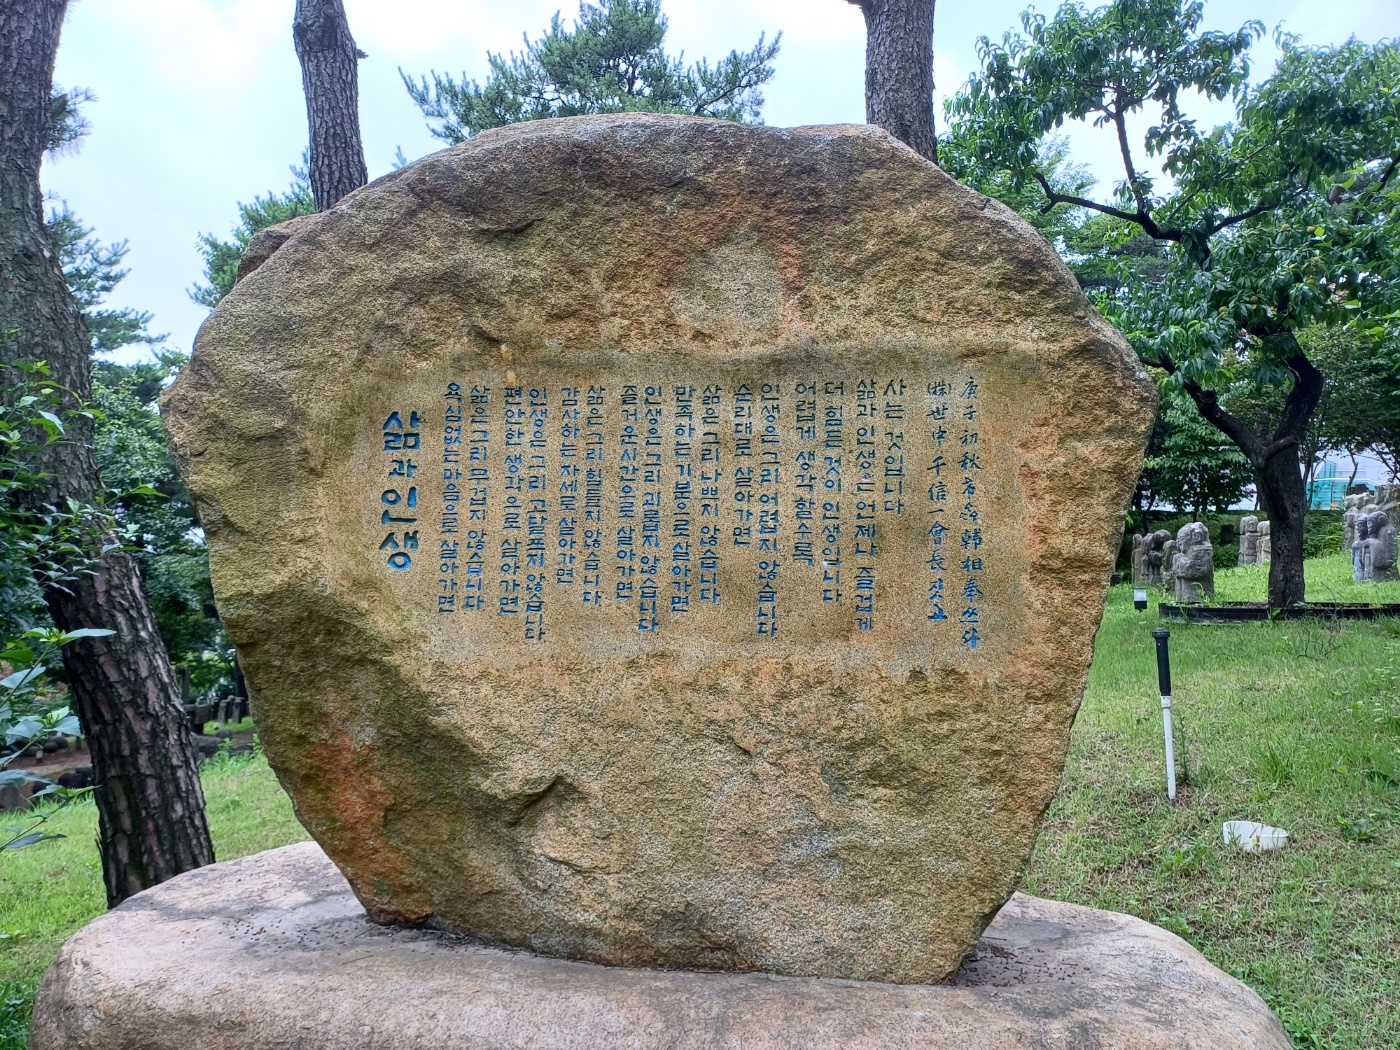 삶과 인생
욕심없는 마음으로 살아가면
삶은 그리 무겁지 않습니다
편안한 생각으로 살아가면
인생은 그리 고달프지 않습니다
감사하는 자세로 살아가면
삶은 그리 힘들지 않습니다
즐거운 시간으로 살아가면
인생은 그리 괴롭지 않습니다
만족하는 기분으로 살아가면
삶은 그리 나쁘지 않습니다
순리대로 살아가면
인생은 그리 어렵지 않습니다
어렵게 생각할수록
더 힘든 것이 인생입니다
삶과 인생은 언제나 즐겁게
사는 것입니다
㈱世中 千信一 會長 짓고
庚子初秋 韓相奉 쓰다